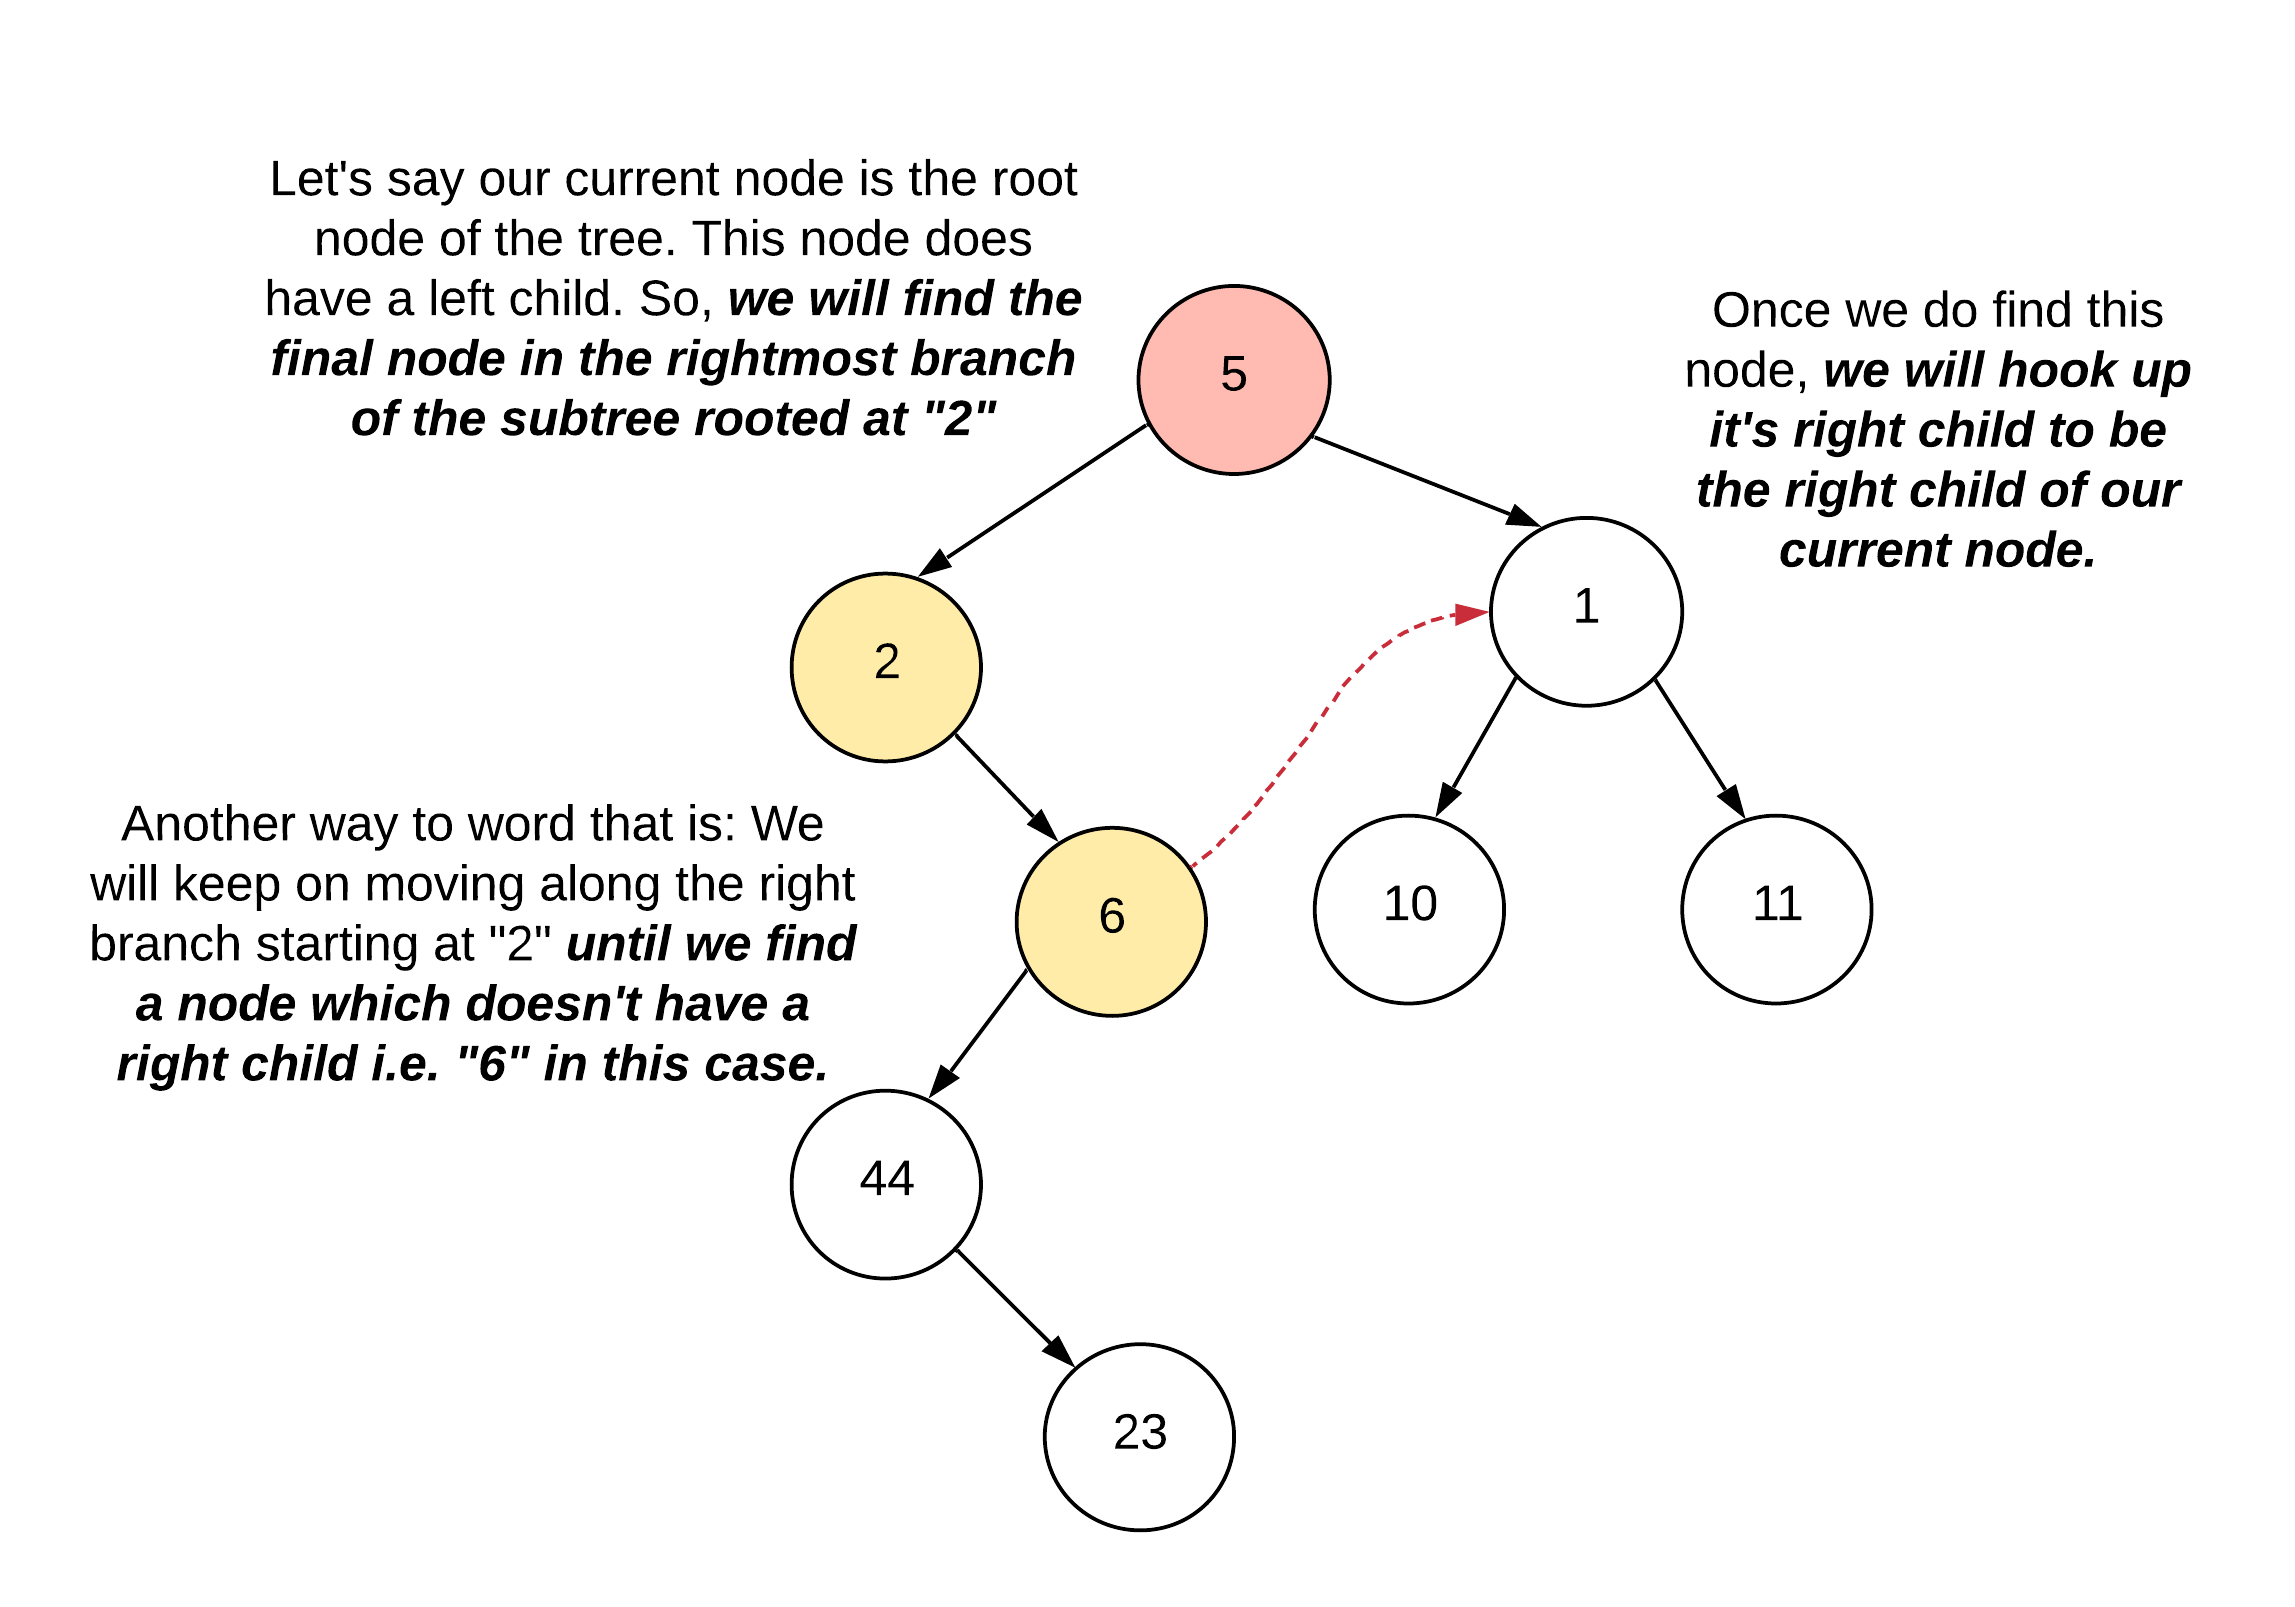 Let's say our current node is the root
node of the tree. This node does
have a left child. So, we will find the
final node in the rightmost branch
of the subtree rooted at "2"
Once we do find this
node, we will hook up
it's right child to be
the right child of our
current node.
5
1
2
Another way to word that is: We
will keep on moving along the right
branch starting at "2" until we find
a node which doesn't have a
right child i.e. "6" in this case.
6
10
11
44
23